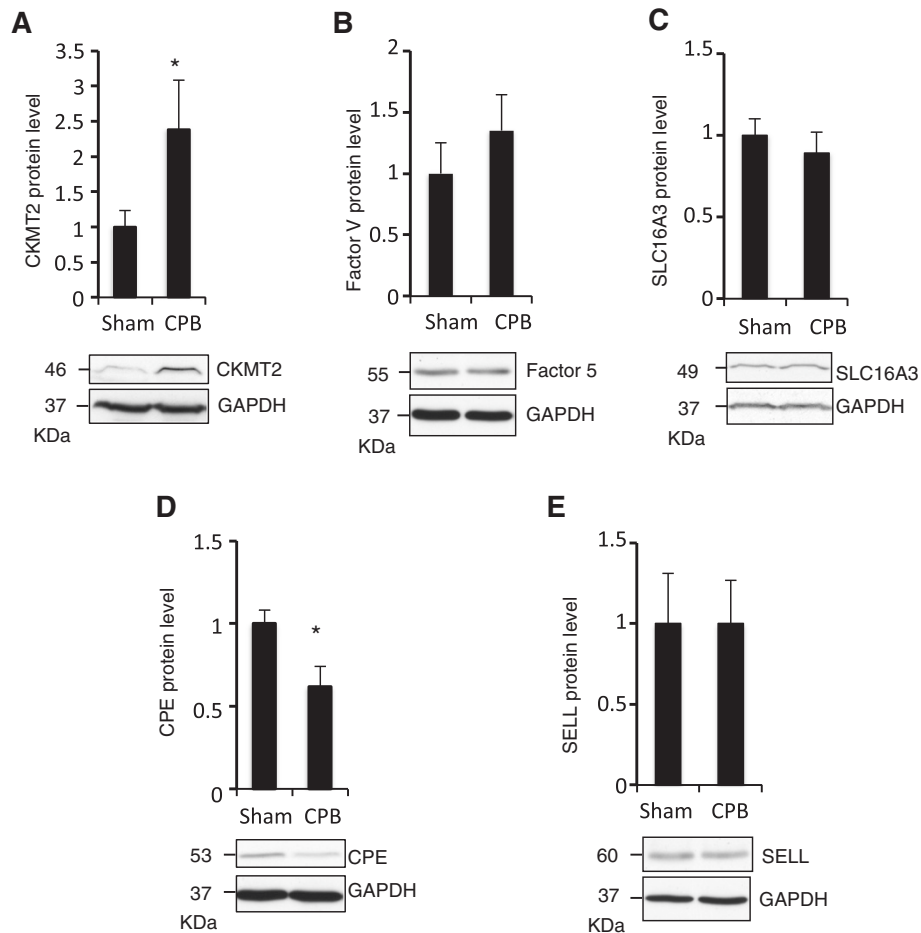 A
CKMT2 protein level
3.5
3
2.5
2
1.5
1
0.5
0
*
Sham CPB
46 CKMT2
37 GAPDH
KDa
B
Factor V protein level
2
1.5
1
0.5
0
Sham CPB
55 Factor 5
37 GAPDH
KDa
C
SLC16A3 protein level
1.5
1
0.5
0
Sham CPB
49 SLC16A3
37 GAPDH
KDa
D
CPE protein level
1.5
1
0.5
0
*
Sham CPB
53 CPE
37 GAPDH
KDa
E
SELL protein level
1.5
1
0.5
0
Sham CPB
60 SELL
37 GAPDH
KDa